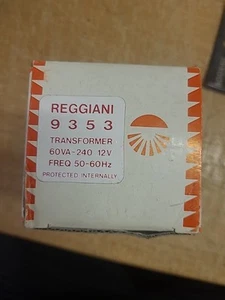 REGGIANI
9353
TRANSFORMER
60VA-240 12V
FREQ 50-60Hz
PROTECTED INTERNALLY